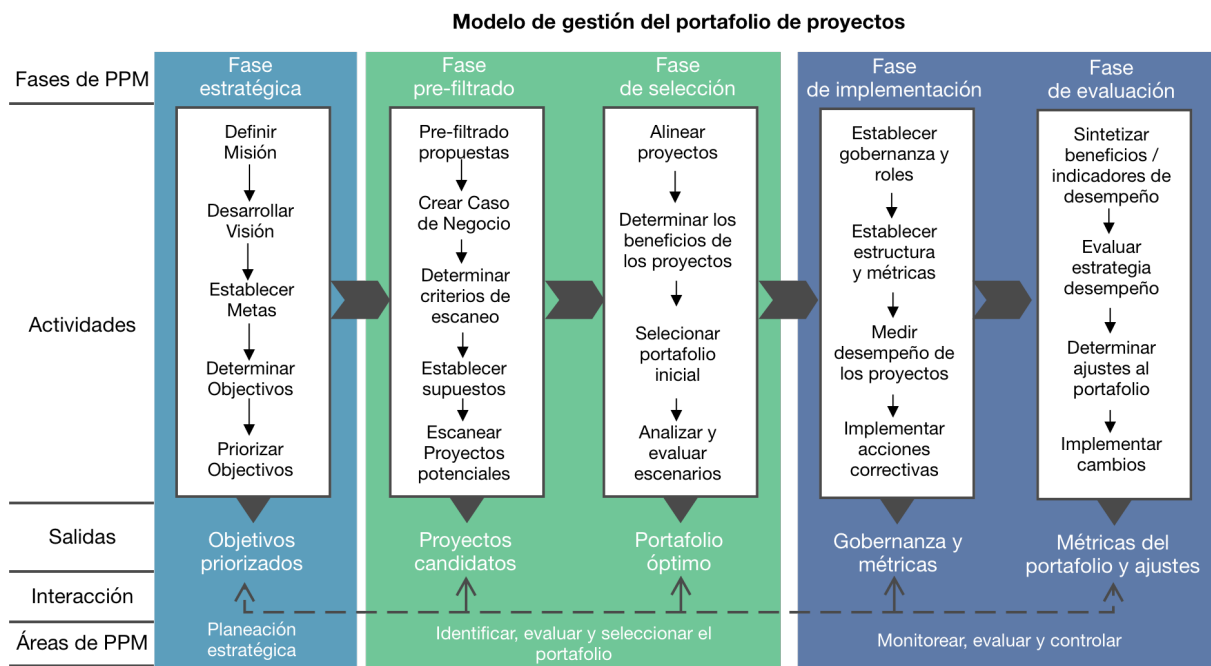 Modelo de gestión del portafolio de proyectos
Fases de PPM
Fase
estratégica
Fase
pre-filtrado
Fase
de selección
Fase
de implementación
Fase
de evaluación
Actividades
Definir
Misión
Desarrollar
Visión
Establecer
Metas
Determinar
Objectivos
Priorizar
Objectivos
Pre-filtrado
propuestas
Crear Caso
de Negocio
Determinar
criterios de
escaneo
Establecer
supuestos
Escanear
Proyectos
potenciales
Alinear
proyectos
Determinar los
beneficios de
los proyectos
Selecionar
portafolio
inicial
Analizar y
evaluar
escenarios
Establecer
gobernanza y
roles
Establecer
estructura
y métricas
Medir
desempeño de
los proyectos
Implementar
acciones
correctivas
Sintetizar
beneficios /
indicadores de
desempeño
Evaluar
estrategia
desempeño
Determinar
ajustes al
portafolio
Implementar
cambios
Salidas
Objetivos
priorizados
Proyectos
candidatos
Portafolio
óptimo
Gobernanza y
métricas
Métricas del
portafolio y ajustes
Interacción
Áreas de PPM
Planeación
estratégica
Identificar, evaluar y seleccionar el
portafolio
Monitorear, evaluar y controlar